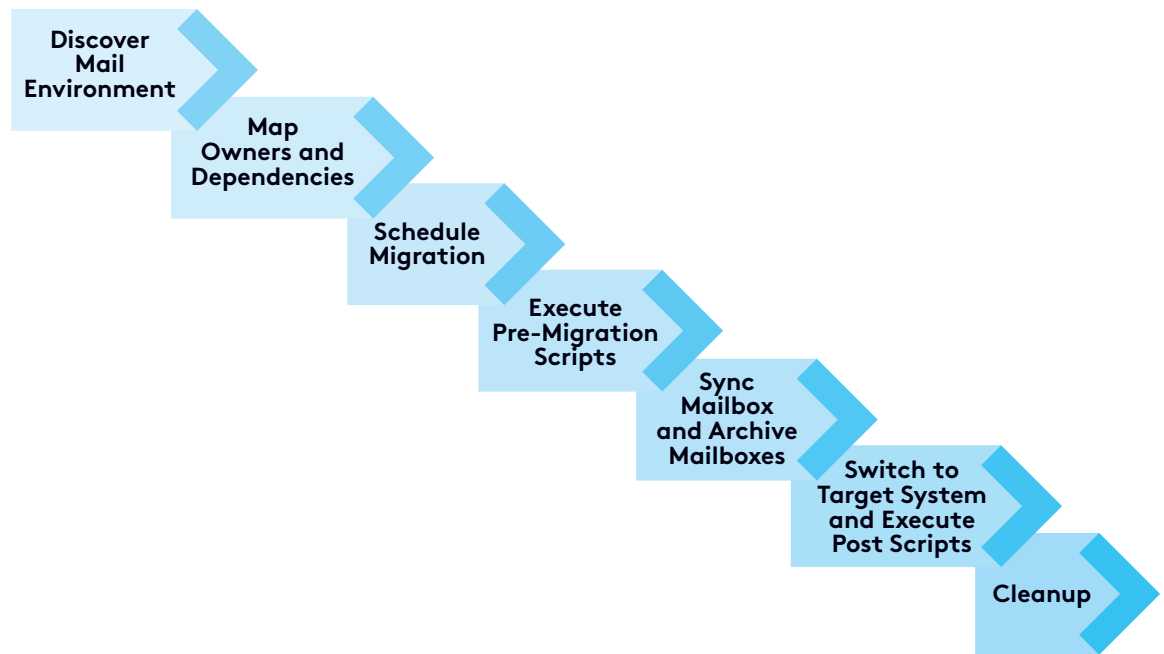 Discover
Mail
Environment
Map
Owners and
Dependencies
Schedule
Migration
Execute
Pre-Migration
Scripts
Sync
Mailbox
and Archive
Mailboxes
Switch to
Target System
and Execute
Post Scripts
Cleanup